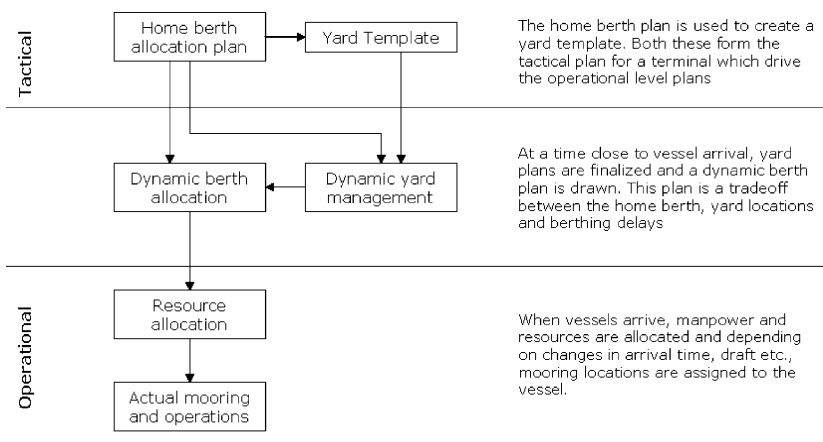 Tactical
Home berth
allocation plan
Yard Template
The home berth plan is used to create a
yard template. Both these form the
tactical plan for a terminal which drive
the operational level plans
Dynamic berth
allocation
Dynamic yard
management
At a time close to vessel arrival, yard
plans are finalized and a dynamic berth
plan is drawn. This plan is a tradeoff
between the home berth, yard locations
and berthing delays
Operational
Resource
allocation
Actual mooring
and operations
When vessels arrive, manpower and
resources are allocated and depending
on changes in arrival time, draft etc.,
mooring locations are assigned to the
vessel.